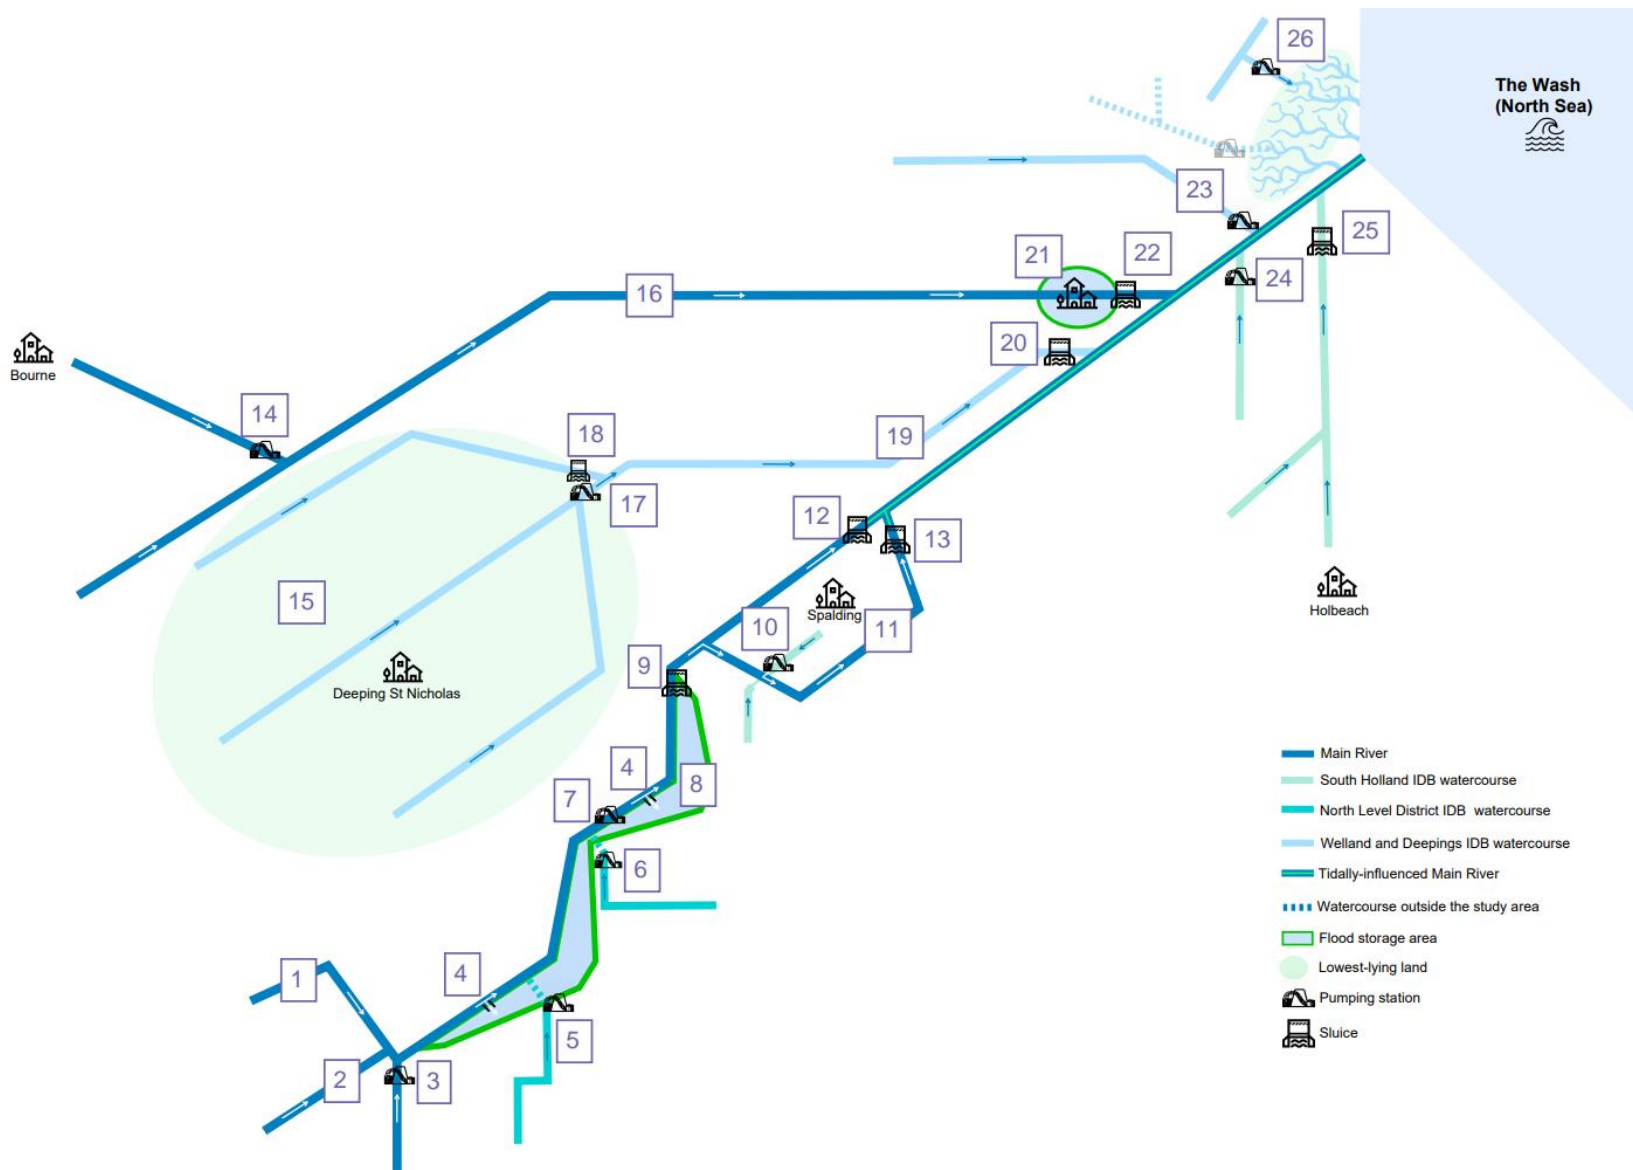 26
The Wash
(North Sea)
23
25
21
22
24
16
20
Bourne
14
18
19
17
12
13
15
Holbeach
10
Spalding
11
9
Deeping St Nicholas
4
8
7
6
4
1
5
2
3
Main River
South Holland IDB watercourse
North Level District IDB watercourse
Welland and Deepings IDB watercourse
Tidally-influenced Main River
Watercourse outside the study area
Flood storage area
Lowest-lying land
Pumping station
Sluice